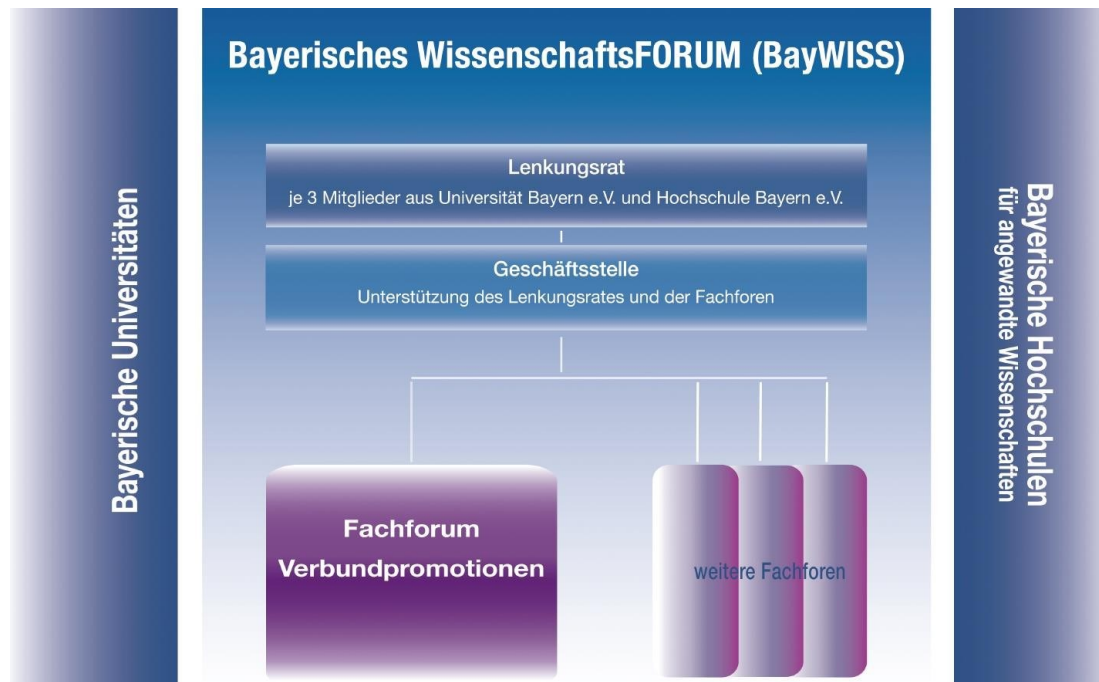 Bayerische Universitäten
Bayerisches WissenschaftsFORUM (BayWISS)
Lenkungsrat
je 3 Mitglieder aus Universität Bayern e.V. und Hochschule Bayern e.V.
Geschäftsstelle
Unterstützung des Lenkungsrates und der Fachforen
Fachforum
Verbundpromotionen
weitere Fachforen
Bayerische Hochschulen
für angewandte Wissenschaften